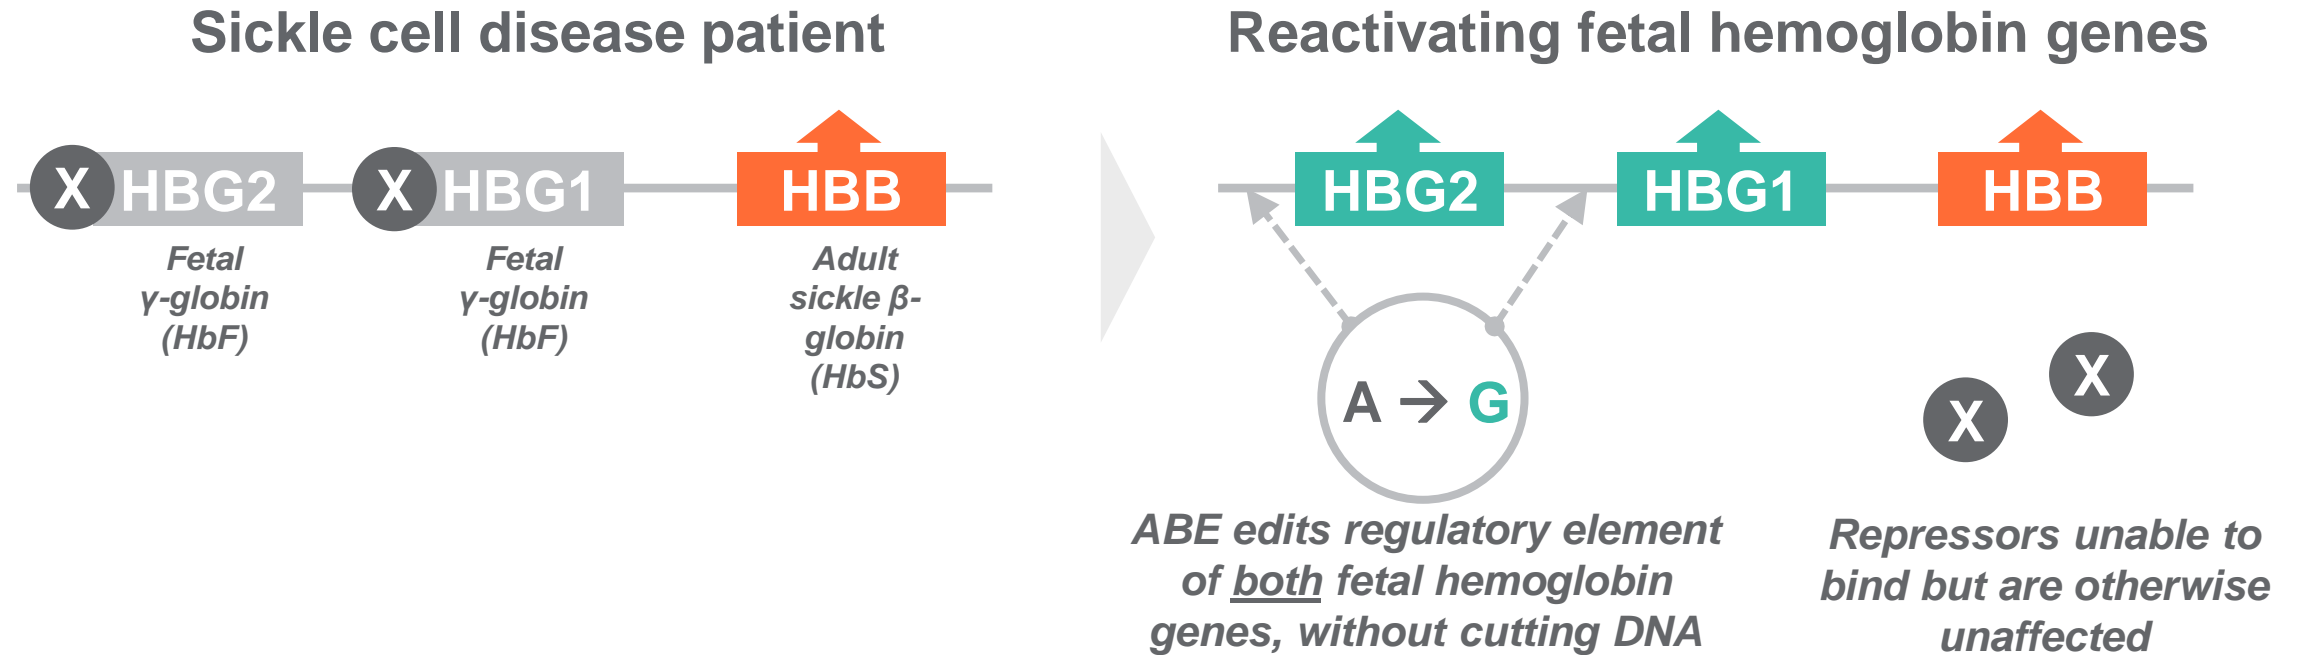 Sickle cell disease patient
X HBG2
X HBG1
HBB
Fetal
γ-globin
(HbF)
Fetal
γ-globin
(HbF)
Adult
sickle β-
globin
(HbS)
Reactivating fetal hemoglobin genes
HBG2
HBG1
HBB
A → G
ABE edits regulatory element
of both fetal hemoglobin
genes, without cutting DNA
X
X
Repressors unable to
bind but are otherwise
unaffected